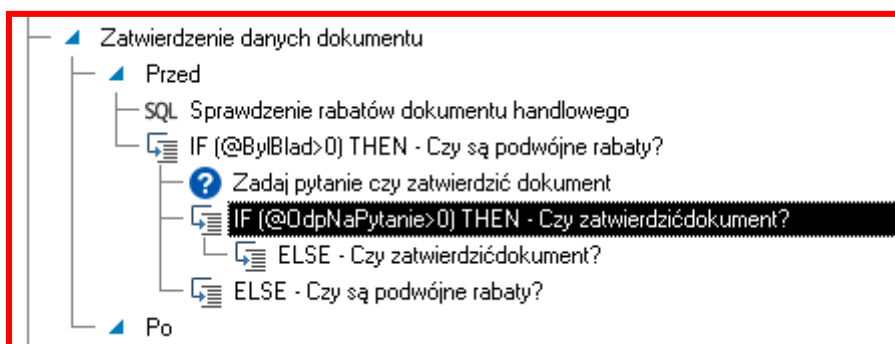 Zatwierdzenie danych dokumentu
Przed
SQL Sprawdzenie rabatów dokumentu handlowego
IF (@BylBlad>0) THEN - Czy są podwójne rabaty?
? Zadaj pytanie czy zatwierdzić dokument
IF (@OdpNaPytanie>0) THEN - Czy zatwierdzićdokument?
ELSE - Czy zatwierdzićdokument?
ELSE - Czy są podwójne rabaty?
Po